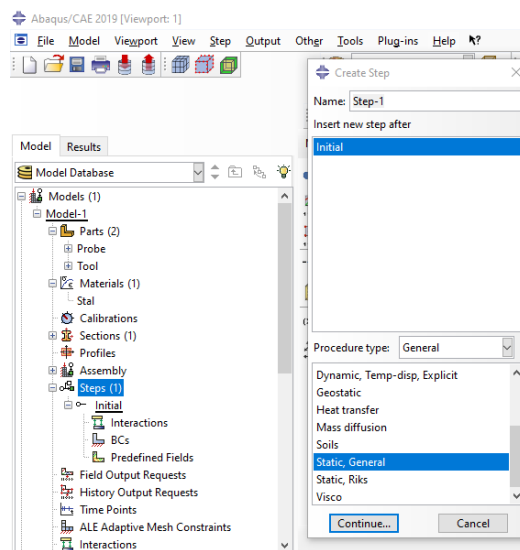 Abaqus/CAE 2019 [Viewport: 1]
File Model Viewport View Step Output Other Tools Plug-ins Help
Create Step
Name: Step-1
Insert new step after
Initial
Model Results
Model Database
Models (1)
Model-1
Parts (2)
Probe
Tool
Materials (1)
Stal
Calibrations
Sections (1)
Profiles
Assembly
Steps (1)
Initial
Interactions
BCs
Predefined Fields
Field Output Requests
History Output Requests
Time Points
ALE Adaptive Mesh Constraints
Interactions
Procedure type: General
Dynamic, Temp-disp, Explicit
Geostatic
Heat transfer
Mass diffusion
Soils
Static, General
Static, Riks
Visco
Continue... Cancel